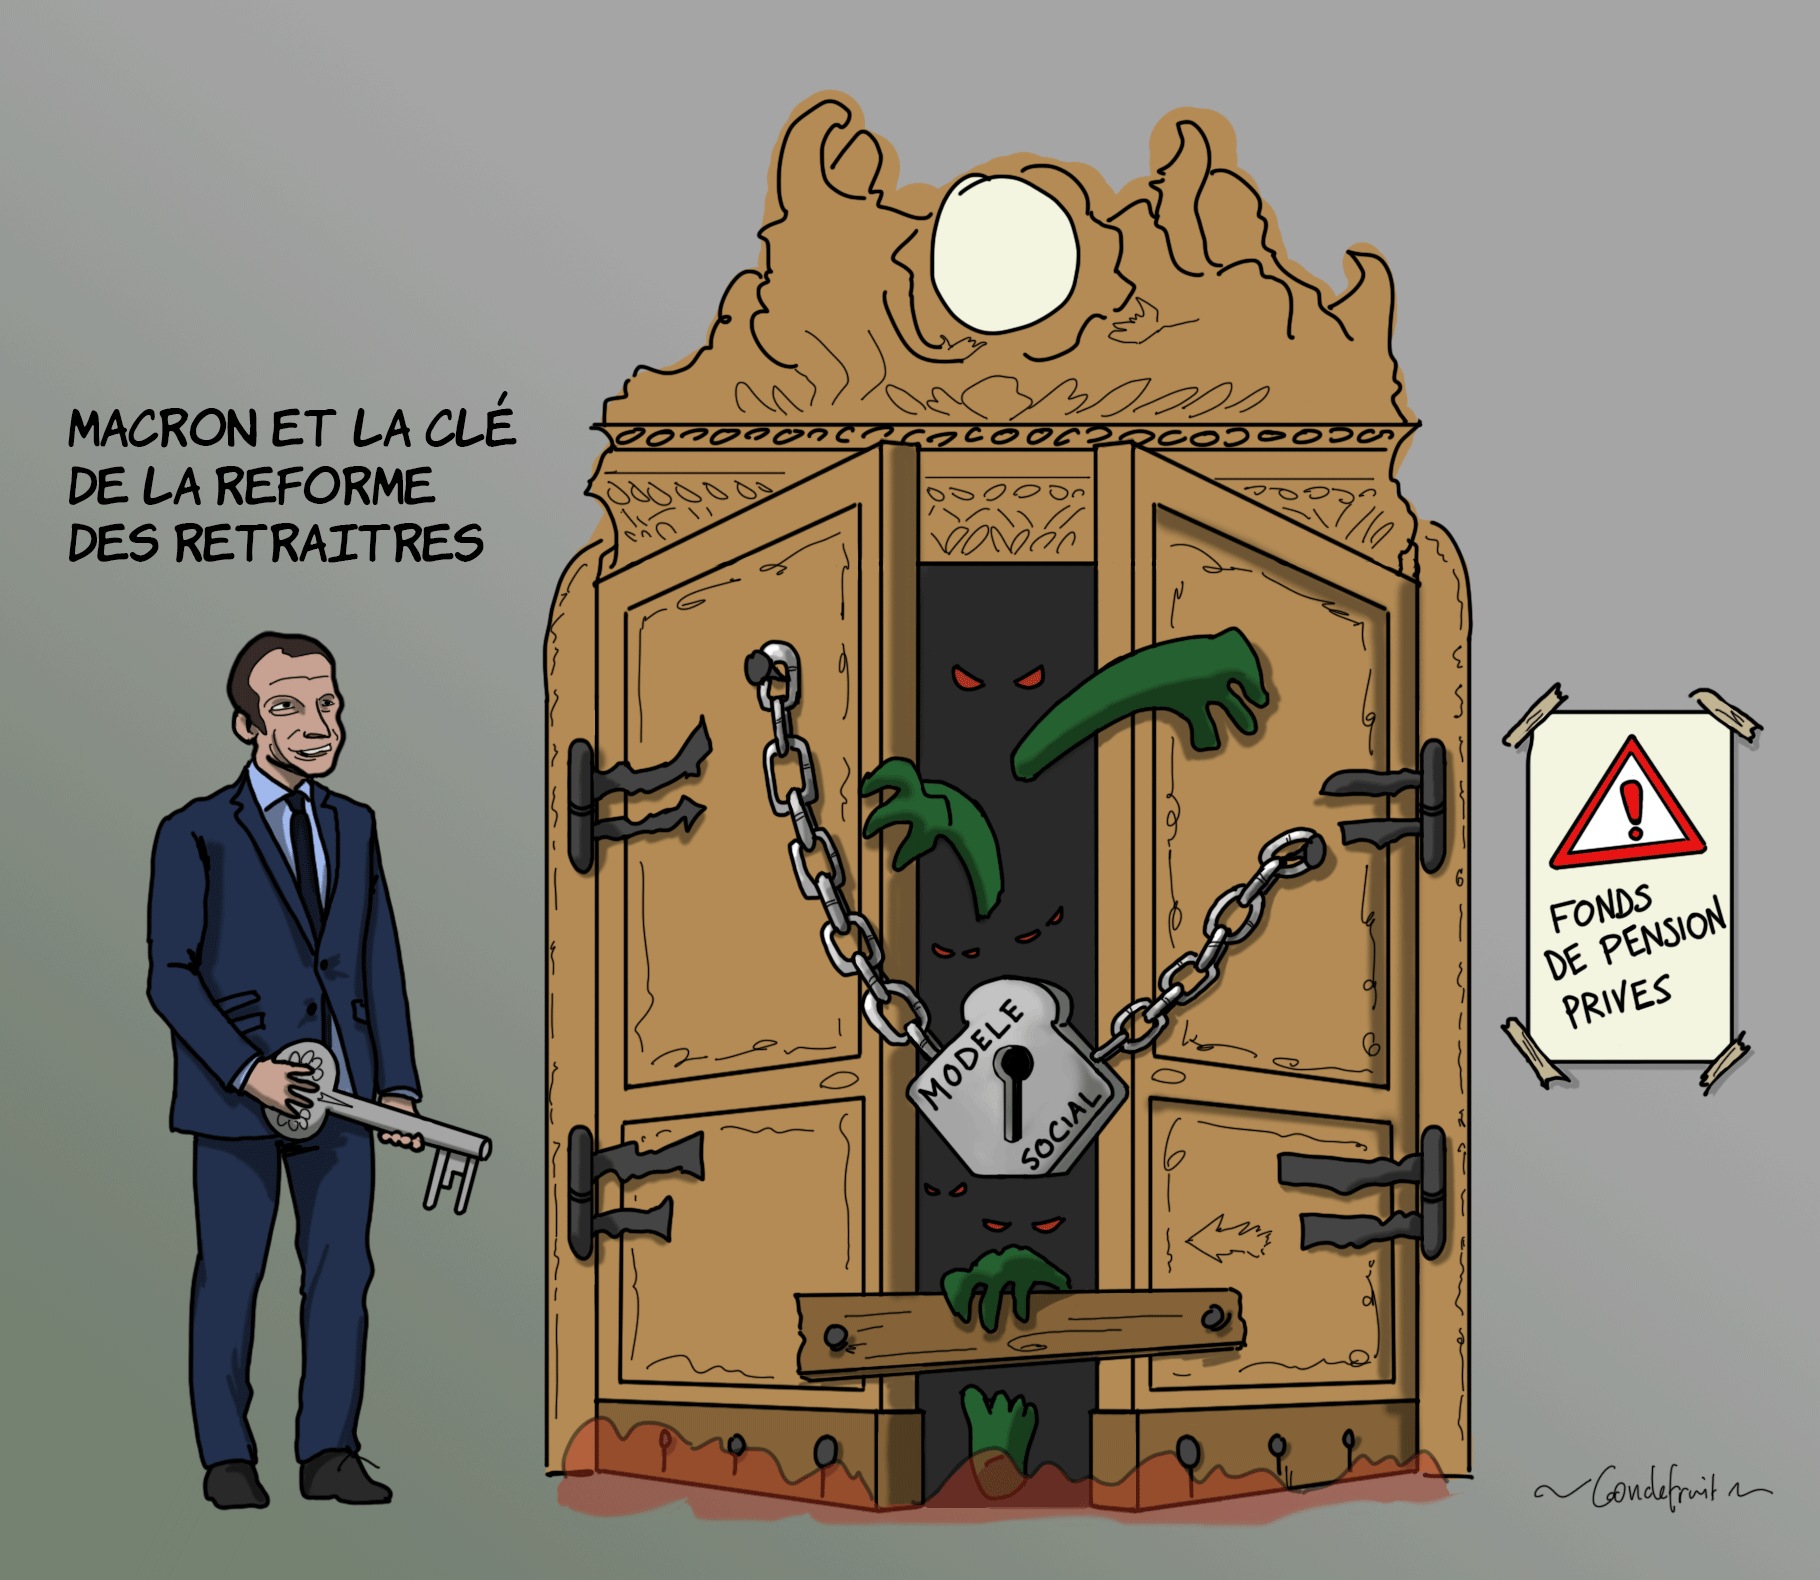 MACRON ET LA CLÉ
DE LA REFORME
DES RETRAITRES
MODELE
SOCIAL
FONDS
DE PENSION
PRIVES
~Gondefruit~